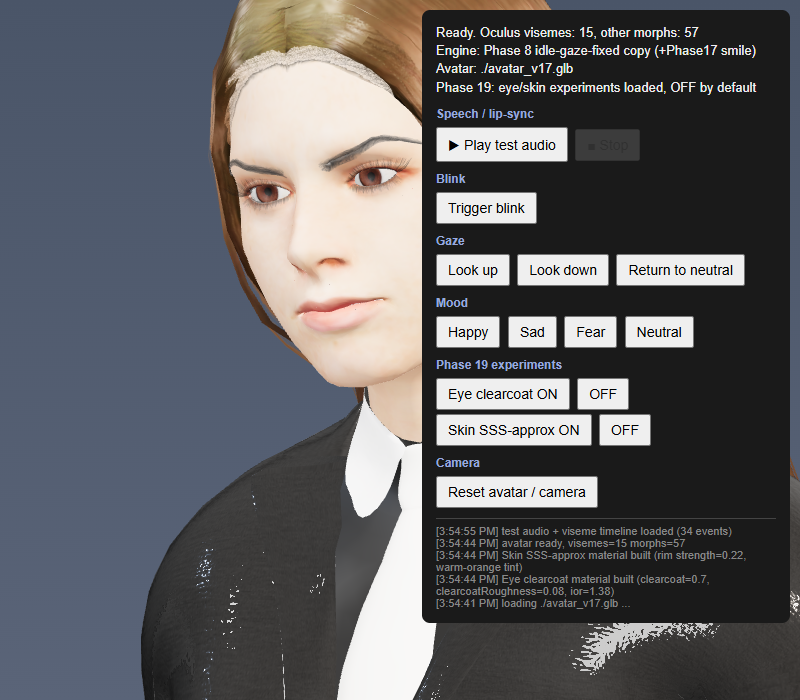 Ready. Oculus visemes: 15, other morphs: 57
Engine: Phase 8 idle-gaze-fixed copy (+Phase17 smile)
Avatar: ./avatar_v17.glb
Phase 19: eye/skin experiments loaded, OFF by default
Speech / lip-sync
▶ Play test audio ■ Stop
Blink
Trigger blink
Gaze
Look up Look down Return to neutral
Mood
Happy Sad Fear Neutral
Phase 19 experiments
Eye clearcoat ON OFF
Skin SSS-approx ON OFF
Camera
Reset avatar / camera
[3:54:55 PM] test audio + viseme timeline loaded (34 events)
[3:54:44 PM] avatar ready, visemes=15 morphs=57
[3:54:44 PM] Skin SSS-approx material built (rim strength=0.22,
warm-orange tint)
[3:54:44 PM] Eye clearcoat material built (clearcoat=0.7,
clearcoatRoughness=0.08, ior=1.38)
[3:54:41 PM] loading ./avatar_v17.glb ...